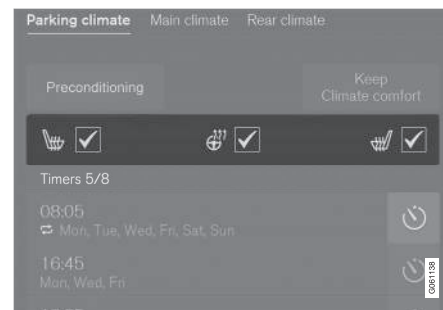 Parking climate Main climate Rear climate
Preconditioning
Keep
Climate comfort
Timers 5/8
08:05
Mon, Tue, Wed, Fri, Sat, Sun
16:45
Mon, Wed, Fri
G061138